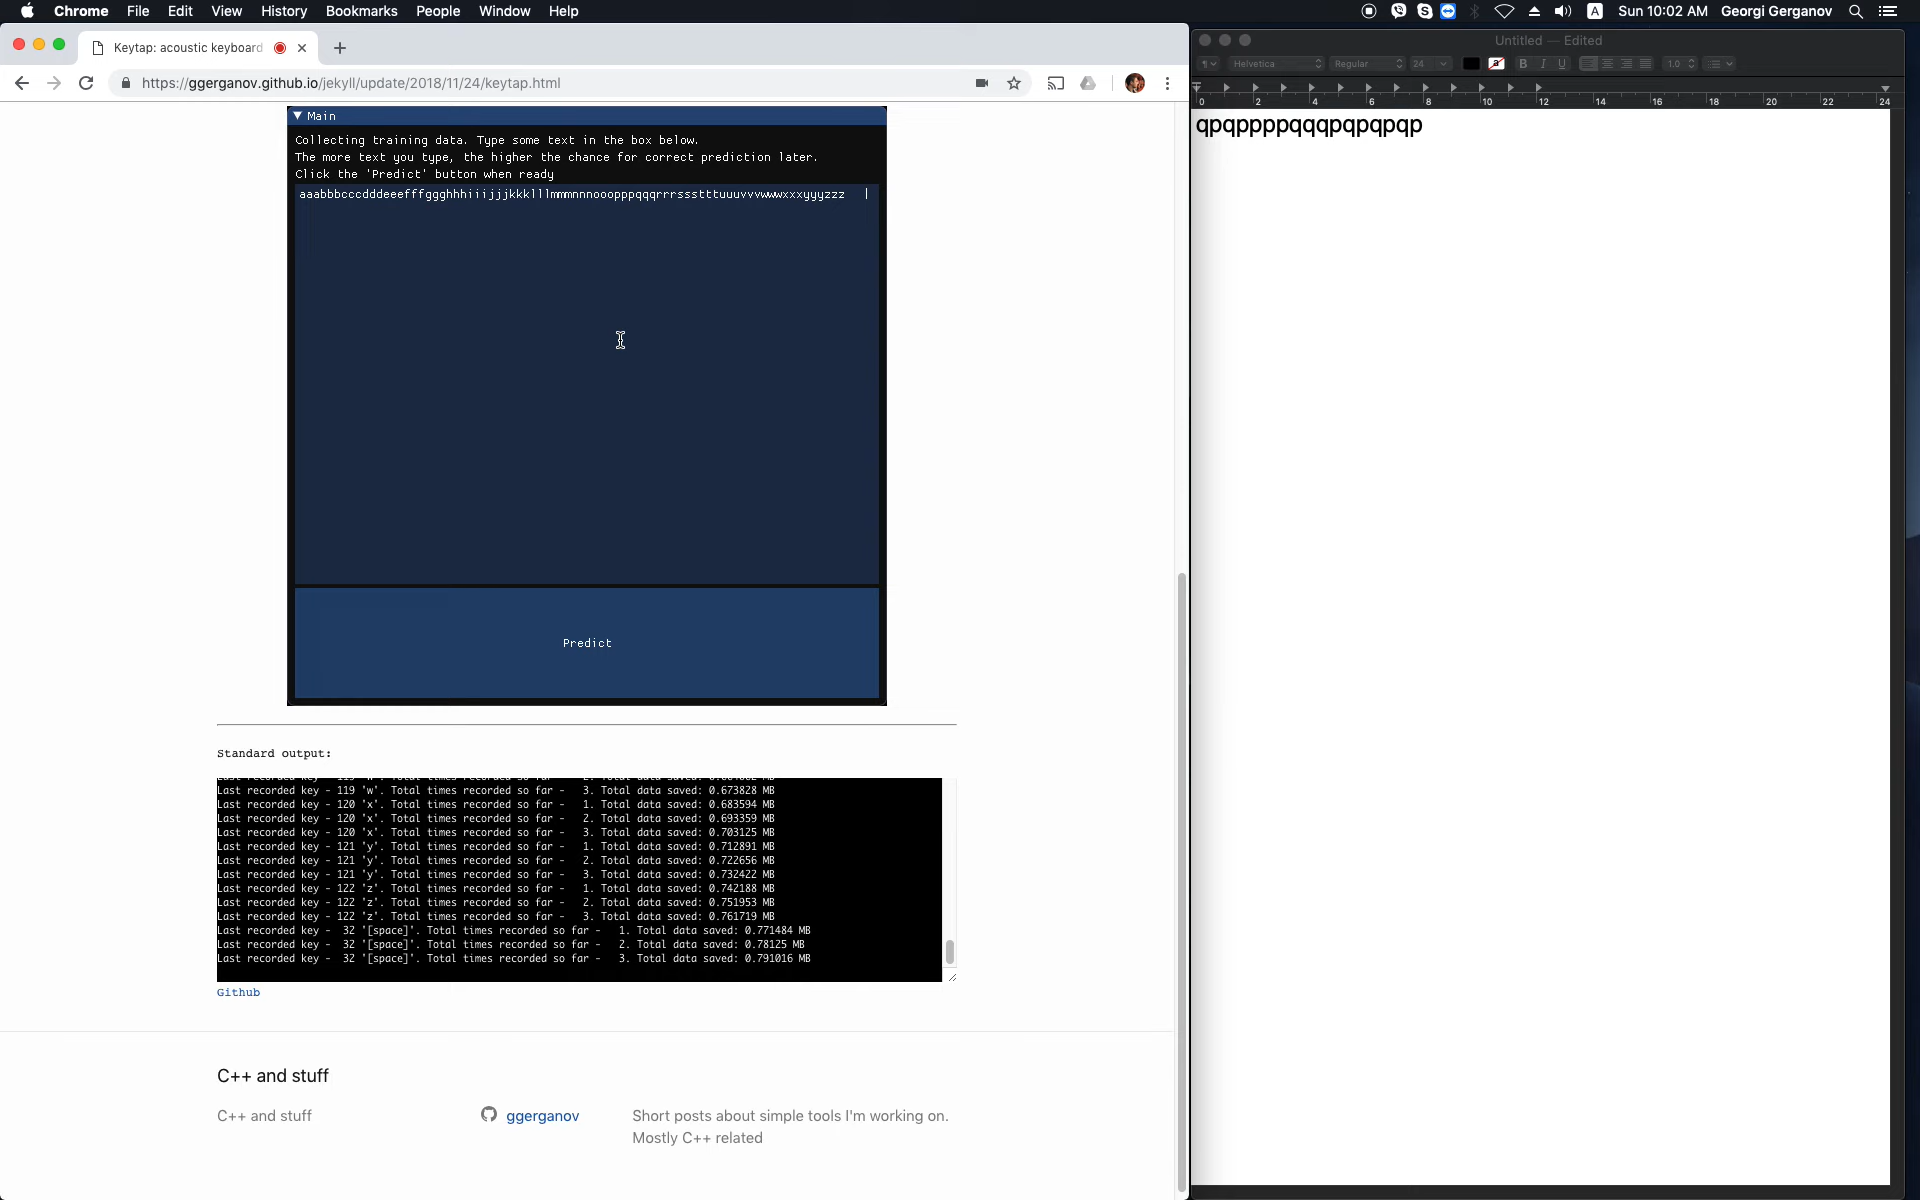 Chrome File Edit View History Bookmarks People Window Help
A Sun 10:02 AM Georgi Gerganov
Keytap: acoustic keyboard
https://ggerganov.github.io/jekyll/update/2018/11/24/keytap.html
Main
Collecting training data. Type some text in the box below.
The more text you type, the higher the chance for correct prediction later.
Click the 'Predict' button when ready
aaabbbcccdddeeefffggghhhiiijjjkkklllmmmnnnooopppqqqrrrssstttuuuvvvwwwxxxyyyzzz
Predict
Standard output:
Last recorded key - 119 'w'. Total times recorded so far - 3. Total data saved: 0.673828 MB
Last recorded key - 120 'x'. Total times recorded so far - 1. Total data saved: 0.683594 MB
Last recorded key - 120 'x'. Total times recorded so far - 2. Total data saved: 0.693359 MB
Last recorded key - 120 'x'. Total times recorded so far - 3. Total data saved: 0.703125 MB
Last recorded key - 121 'y'. Total times recorded so far - 1. Total data saved: 0.712891 MB
Last recorded key - 121 'y'. Total times recorded so far - 2. Total data saved: 0.722656 MB
Last recorded key - 121 'y'. Total times recorded so far - 3. Total data saved: 0.732422 MB
Last recorded key - 122 'z'. Total times recorded so far - 1. Total data saved: 0.742188 MB
Last recorded key - 122 'z'. Total times recorded so far - 2. Total data saved: 0.751953 MB
Last recorded key - 122 'z'. Total times recorded so far - 3. Total data saved: 0.761719 MB
Last recorded key - 32 '[space]'. Total times recorded so far - 1. Total data saved: 0.771484 MB
Last recorded key - 32 '[space]'. Total times recorded so far - 2. Total data saved: 0.78125 MB
Last recorded key - 32 '[space]'. Total times recorded so far - 3. Total data saved: 0.791016 MB
Github
C++ and stuff
C++ and stuff
ggerganov
Short posts about simple tools I'm working on.
Mostly C++ related
Untitled — Edited
Helvetica Regular 24 a B I U 1.0
0 2 4 6 8 10 12 14 16 18 20 22 24
qpqppppqqqpqpqpqp